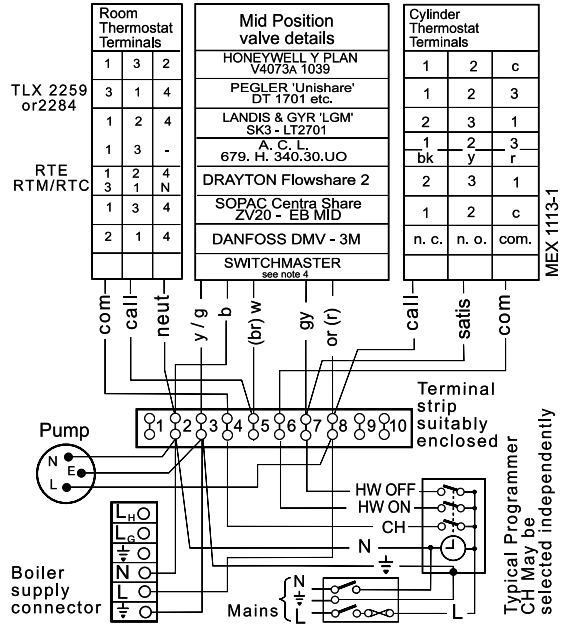 Room
Thermostat
Terminals
1 3 2
TLX 2259
or2284
3 1 4
1 2 4
1 3 -
RTE
RTM/RTC
1 2 4
3 1 N
1 3 4
2 1 4
Mid Position
valve details
HONEYWELL Y PLAN
V4073A 1039
PEGLER 'Unishare'
DT 1701 etc.
LANDIS & GYR 'LGM'
SK3 - LT2701
A. C. L.
679. H. 340.30.UO
DRAYTON Flowshare 2
SOPAC Centra Share
ZV20 - EB MID
DANFOSS DMV - 3M
SWITCHMASTER
see note 4
Cylinder
Thermostat
Terminals
1 2 c
1 2 3
2 3 1
1 2 3
bk y r
2 3 1
1 2 c
n. c. n. o. com.
MEX 1113-1
com
call
neut
y / g
b
(br) w
gy
or (r)
call
satis
com
1 2 3 4 5 6 7 8 9 10
Terminal
strip
suitably
enclosed
Pump
N
E
L
HW OFF
HW ON
CH
N
Typical Programmer
CH May be
selected independently
LH
LG
N
L
Boiler
supply
connector
Mains
N
L
L